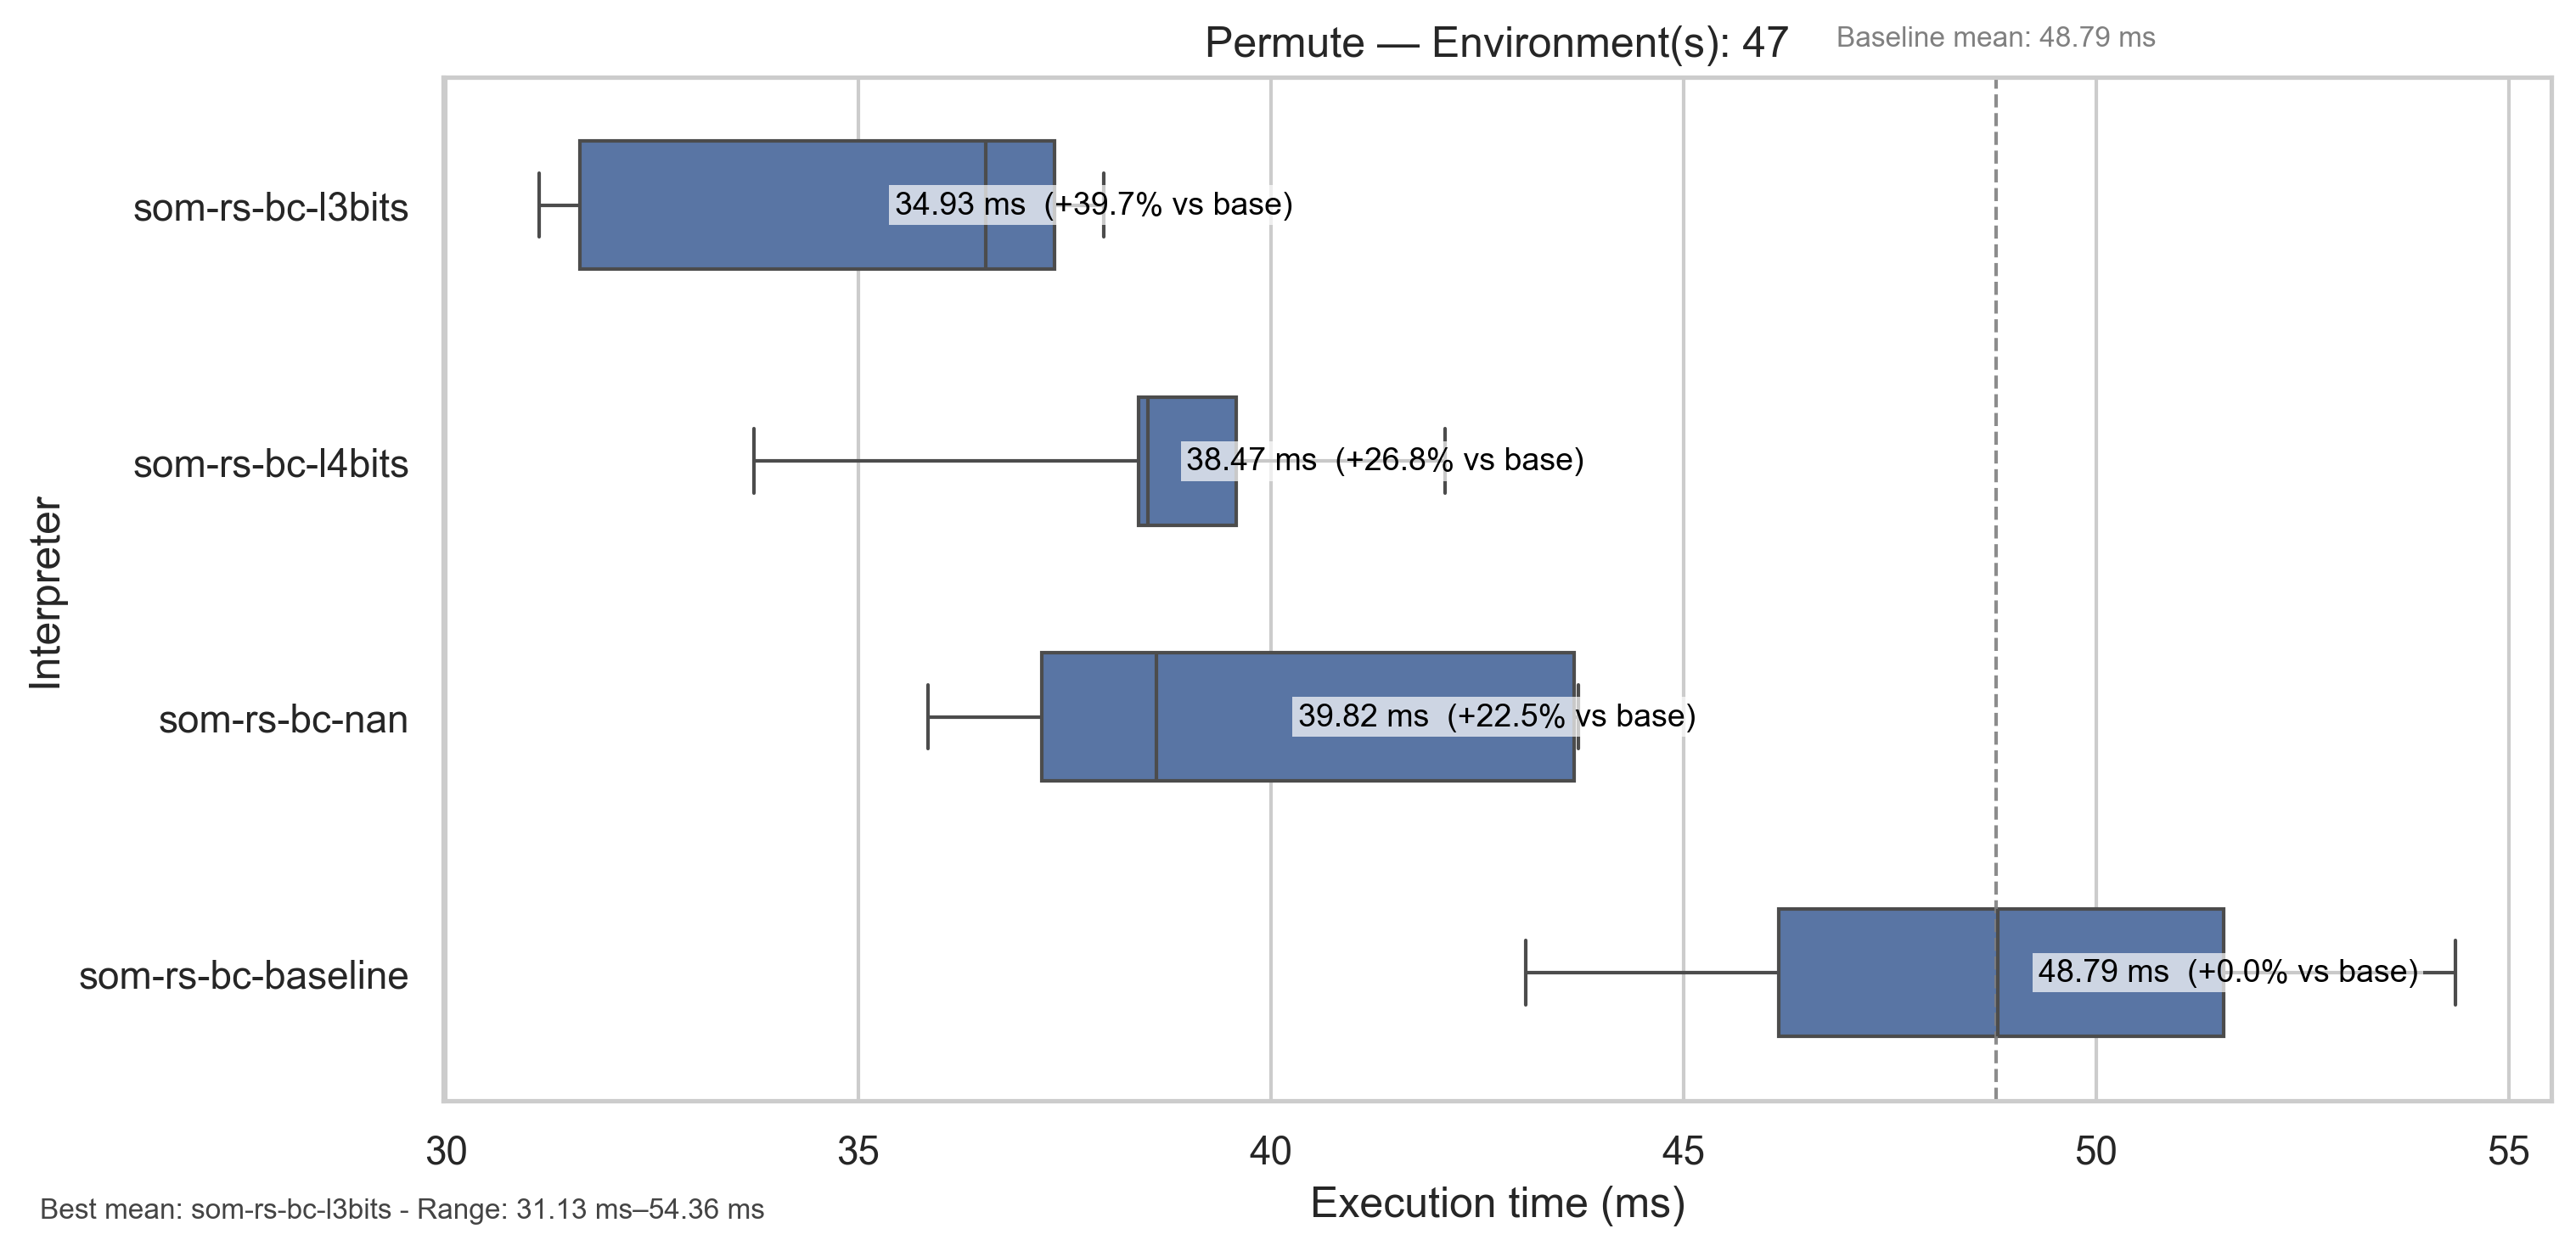 Permute — Environment(s): 47
Baseline mean: 48.79 ms
Interpreter
som-rs-bc-l3bits
34.93 ms  (+39.7% vs base)
som-rs-bc-l4bits
38.47 ms  (+26.8% vs base)
som-rs-bc-nan
39.82 ms  (+22.5% vs base)
som-rs-bc-baseline
48.79 ms  (+0.0% vs base)
30 35 40 45 50 55
Execution time (ms)
Best mean: som-rs-bc-l3bits - Range: 31.13 ms–54.36 ms